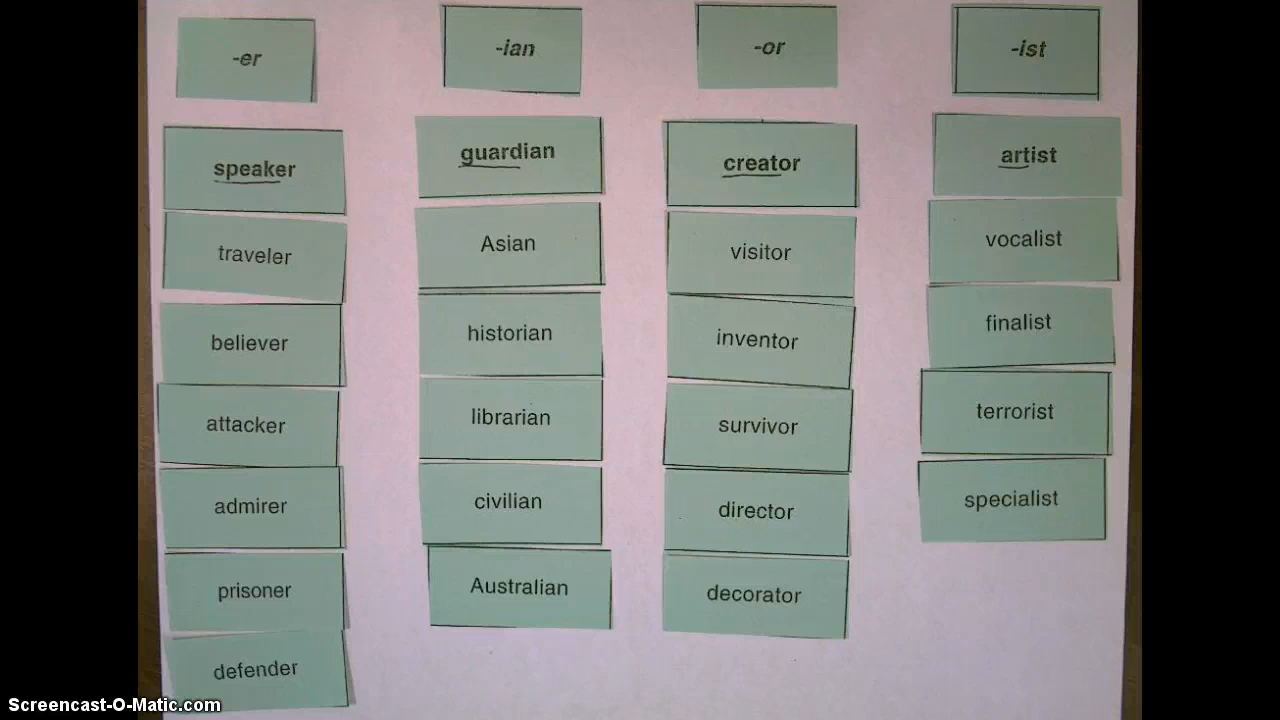 -er
-ian
-or
-ist
speaker
guardian
creator
artist
traveler
Asian
visitor
vocalist
believer
historian
inventor
finalist
attacker
librarian
survivor
terrorist
admirer
civilian
director
specialist
prisoner
Australian
decorator
defender
Screencast-O-Matic.com